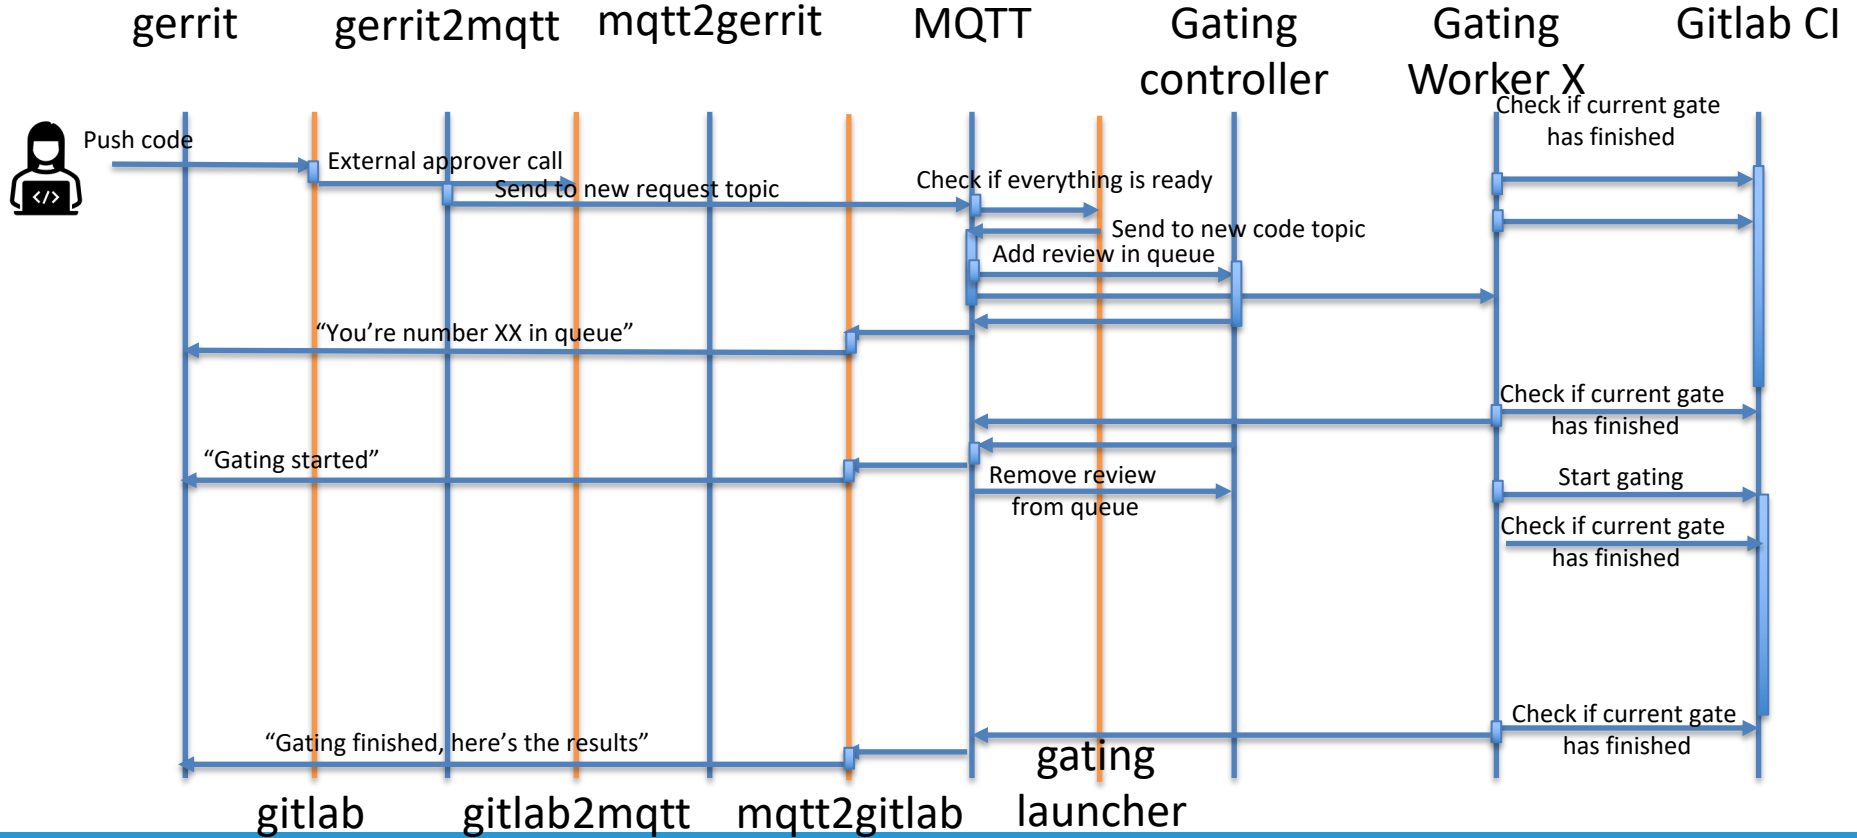 gerrit
gerrit2mqtt
mqtt2gerrit
MQTT
Gating
controller
Gating
Worker X
Gitlab CI
Check if current gate
has finished
Push code
External approver call
Send to new request topic
Check if everything is ready
Send to new code topic
Add review in queue
“You’re number XX in queue”
Check if current gate
has finished
“Gating started”
Remove review
from queue
Start gating
Check if current gate
has finished
Check if current gate
has finished
“Gating finished, here’s the results”
gitlab
gitlab2mqtt
mqtt2gitlab
gating
launcher